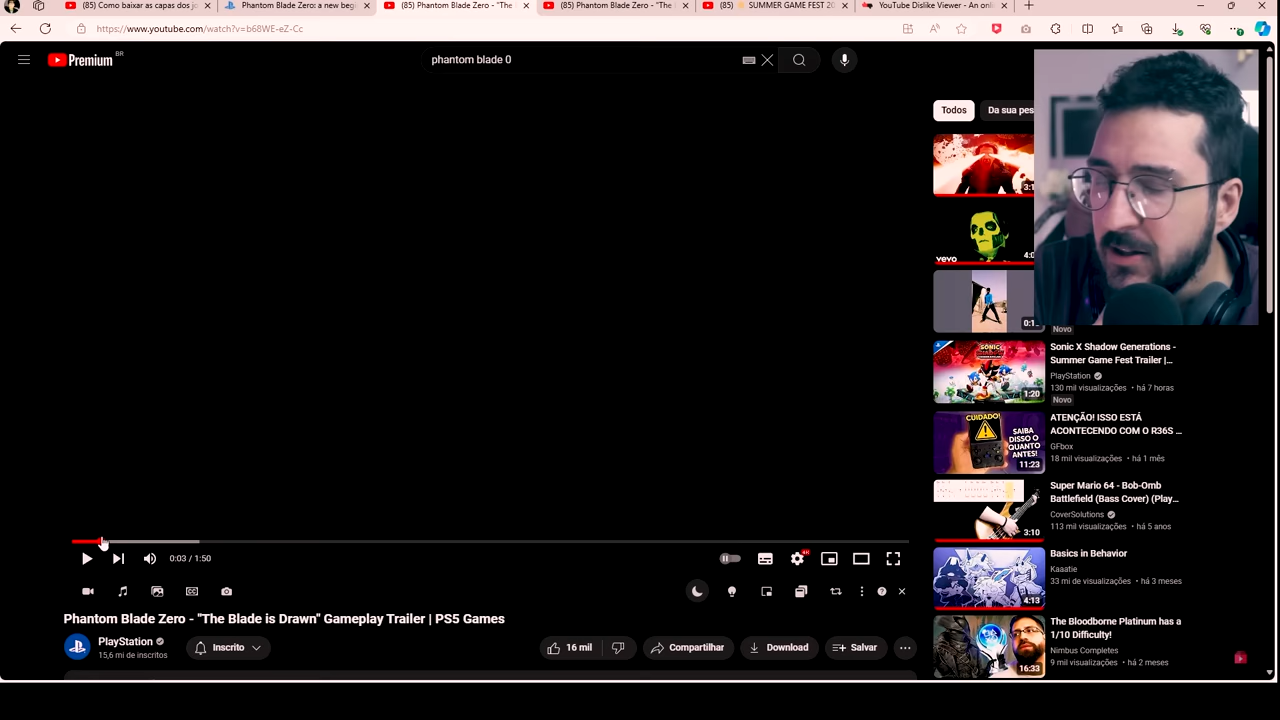 (85) Como baixar as capas dos jo
Phantom Blade Zero: a new begi
(85) Phantom Blade Zero - "The
(85) Phantom Blade Zero - "The
(85) SUMMER GAME FEST 20
YouTube Dislike Viewer - An onli
https://www.youtube.com/watch?v=b68WE-eZ-Cc
Premium BR
phantom blade 0
Todos
Da sua pes
3:1
vevo
4:0
0:1
Novo
Sonic X Shadow Generations -
Summer Game Fest Trailer |...
PlayStation
130 mil visualizações • há 7 horas
Novo
1:20
CUIDADO!
SAIBA
DISSO O
QUANTO
ANTES!
11:23
ATENÇÃO! ISSO ESTÁ
ACONTECENDO COM O R36S ...
GFbox
18 mil visualizações • há 1 mês
Super Mario 64 - Bob-Omb
Battlefield (Bass Cover) (Play...
CoverSolutions
113 mil visualizações • há 5 anos
3:10
Basics in Behavior
Kaaatie
33 mi de visualizações • há 3 meses
4:13
The Bloodborne Platinum has a
1/10 Difficulty!
Nimbus Completes
9 mil visualizações • há 2 meses
16:33
0:03 / 1:50
4K
Phantom Blade Zero - "The Blade is Drawn" Gameplay Trailer | PS5 Games
PlayStation
15,6 mi de inscritos
Inscrito
16 mil
Compartilhar
Download
Salvar